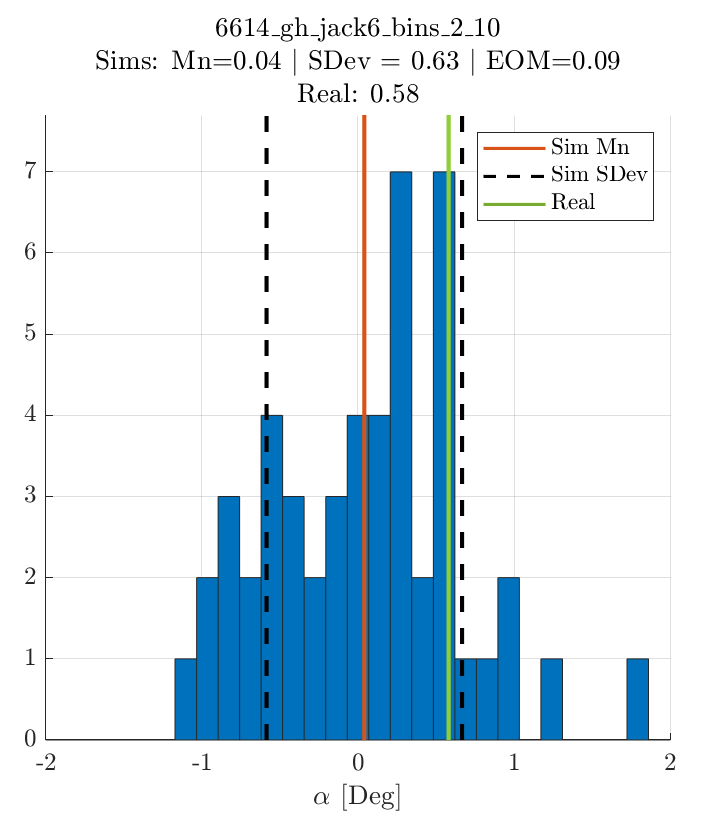 6614_gh_jack6_bins_2_10
Sims: Mn=0.04 | SDev = 0.63 | EOM=0.09
Real: 0.58
Sim Mn
Sim SDev
Real
7
6
5
4
3
2
1
0
-2 -1 0 1 2
α [Deg]